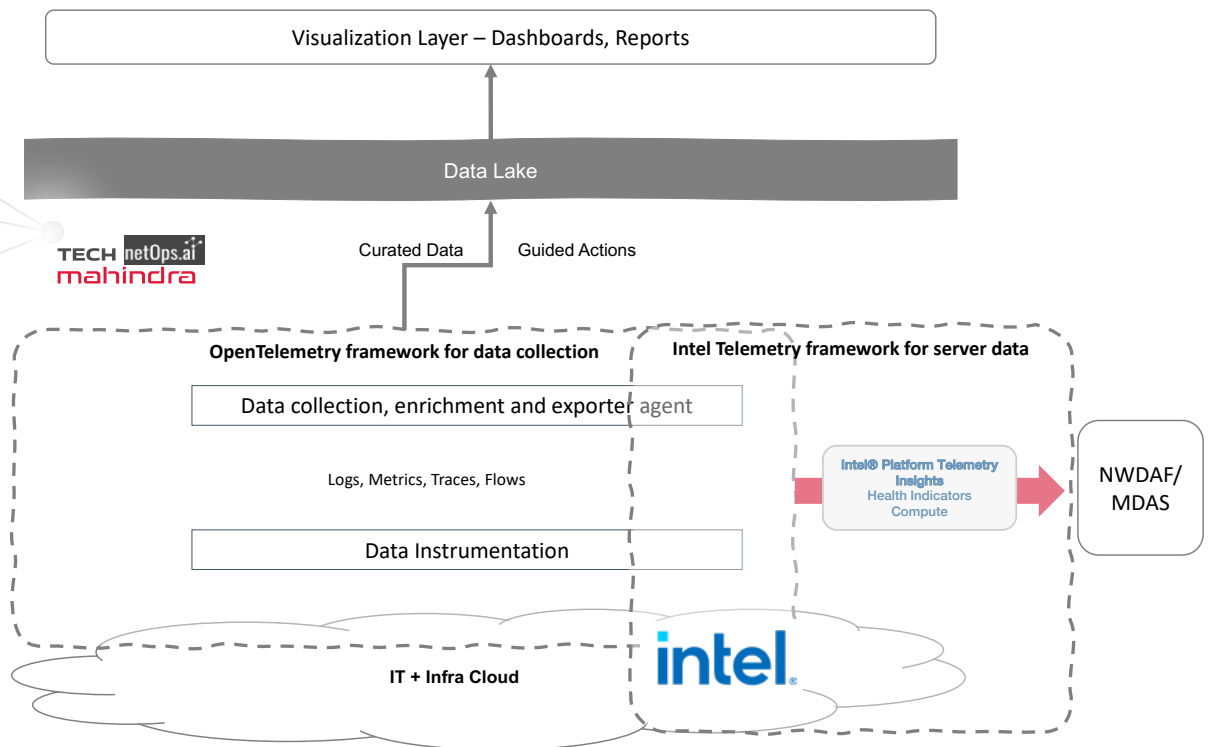 Visualization Layer – Dashboards, Reports
Data Lake
TECH
mahindra
netOps.ai
Curated Data
Guided Actions
OpenTelemetry framework for data collection
Intel Telemetry framework for server data
Data collection, enrichment and exporter agent
Logs, Metrics, Traces, Flows
Intel® Platform Telemetry
Insights
Health Indicators
Compute
NWDAF/
MDAS
Data Instrumentation
intel.
IT + Infra Cloud